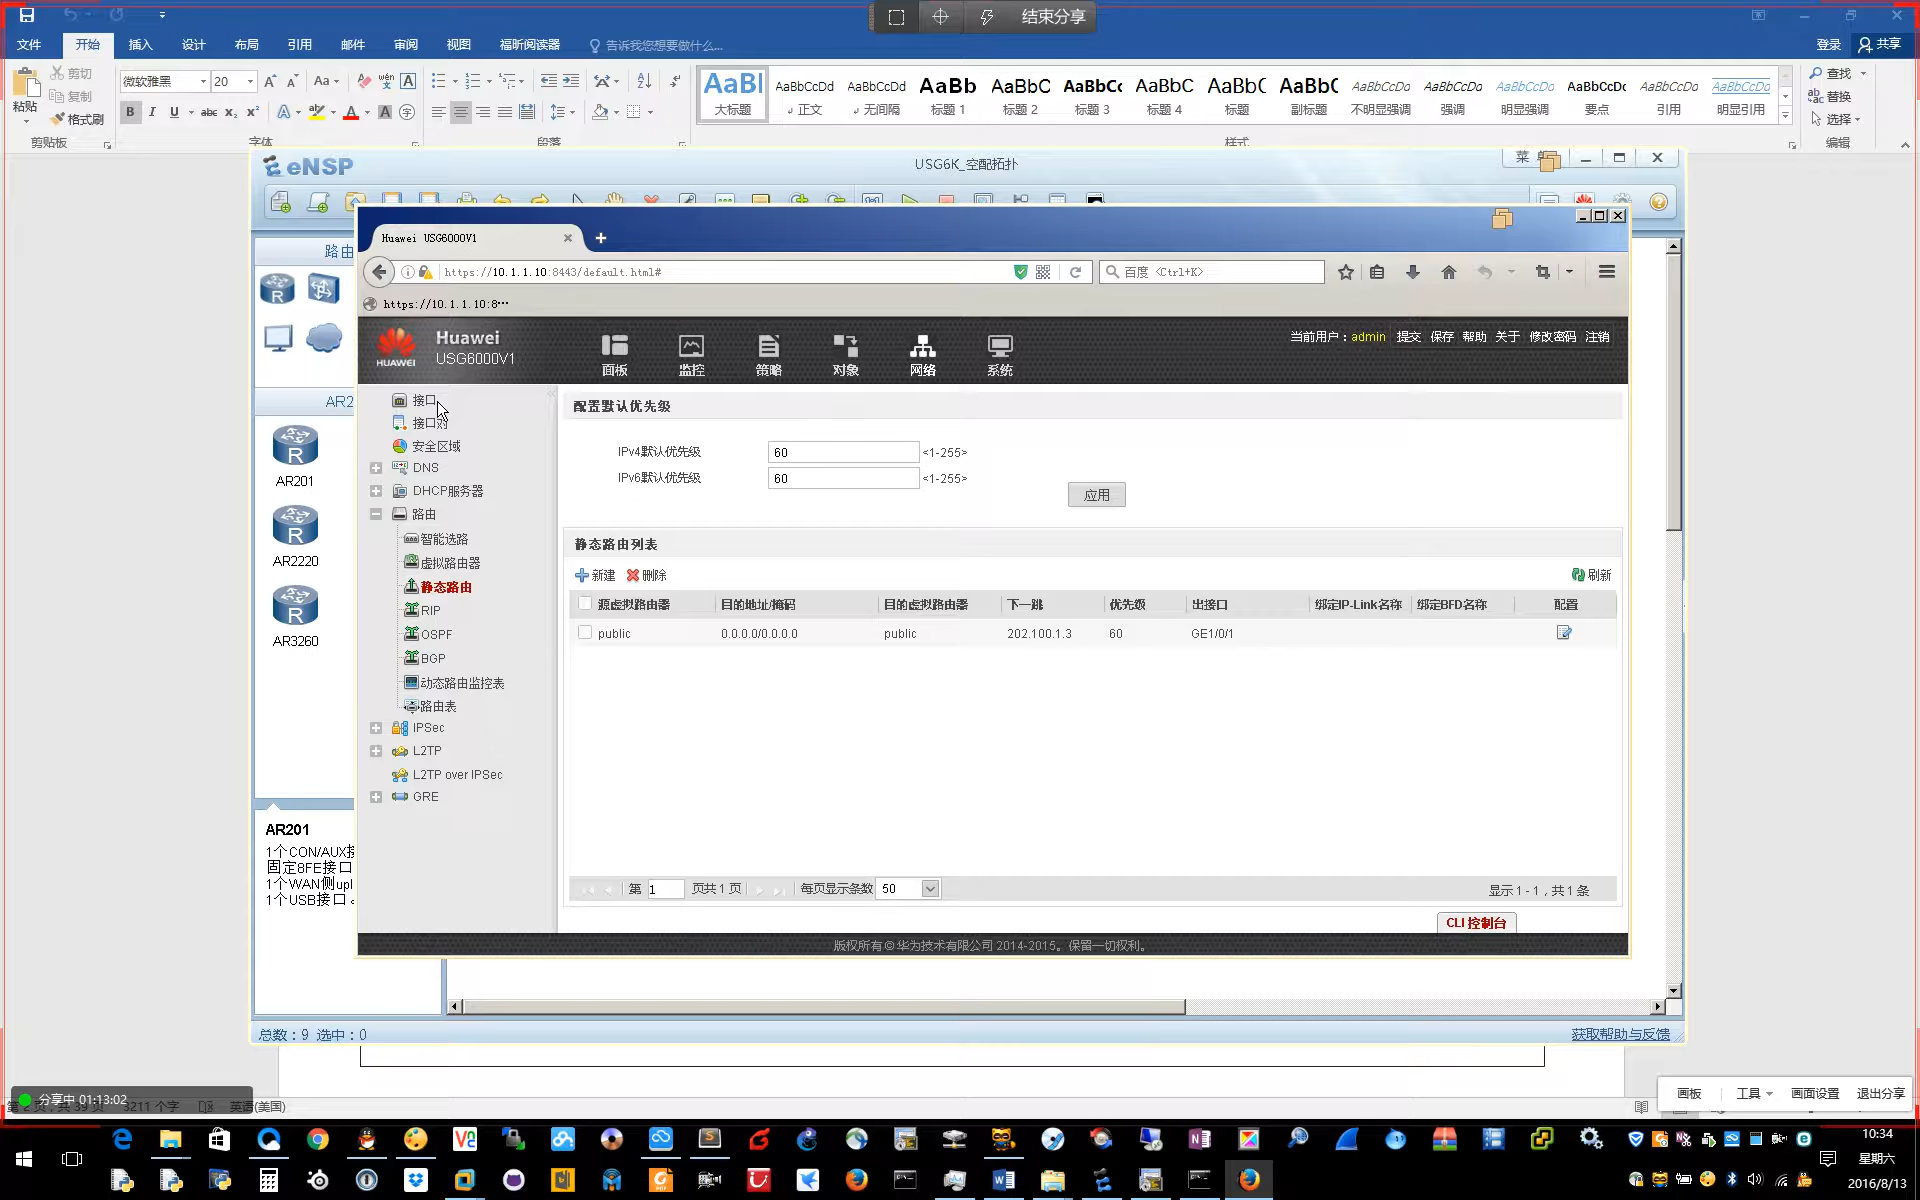 结束分享
文件 开始 插入 设计 布局 引用 邮件 审阅 视图 福昕阅读器 告诉我您想要做什么...
登录 共享
粘贴 剪切 复制 格式刷
微软雅黑 20
AaBl AaBbCcDd AaBbCcDd AaBb AaBbC AaBbCc AaBbC AaBbC AaBbC AaBbCcDd AaBbCcDd AaBbCcDd AaBbCcDc AaBbCcDd AaBbCcDd
大标题 正文 无间隔 标题 1 标题 2 标题 3 标题 4 标题 副标题 不明显强调 强调 明显强调 要点 引用 明显引用
查找
替换
选择
剪贴板 字体 段落 样式 编辑
eNSP
USG6K_空配拓扑
菜
路由
AR2
AR201
AR2220
AR3260
AR201
1个CON/AUX接
固定8FE接口
1个WAN侧upl
1个USB接口
Huawei USG6000V1
https://10.1.1.10:8443/default.html#
百度 <Ctrl+K>
https://10.1.1.10:8…
HUAWEI
Huawei
USG6000V1
面板 监控 策略 对象 网络 系统
当前用户：admin 提交 保存 帮助 关于 修改密码 注销
接口
接口对
安全区域
DNS
DHCP服务器
路由
智能选路
虚拟路由器
静态路由
RIP
OSPF
BGP
动态路由监控表
路由表
IPSec
L2TP
L2TP over IPSec
GRE
配置默认优先级
IPv4默认优先级 60 <1-255>
IPv6默认优先级 60 <1-255>
应用
静态路由列表
新建 删除 刷新
源虚拟路由器 目的地址/掩码 目的虚拟路由器 下一跳 优先级 出接口 绑定IP-Link名称 绑定BFD名称 配置
public 0.0.0.0/0.0.0.0 public 202.100.1.3 60 GE1/0/1
第 1 页共 1 页 每页显示条数 50 显示 1 - 1，共 1 条
CLI 控制台
版权所有 © 华为技术有限公司 2014-2015。保留一切权利。
总数：9 选中：0 获取帮助与反馈
分享中 01:13:02
3211 个字 英语(美国)
画板 工具 画面设置 退出分享
10:34
星期六
2016/8/13